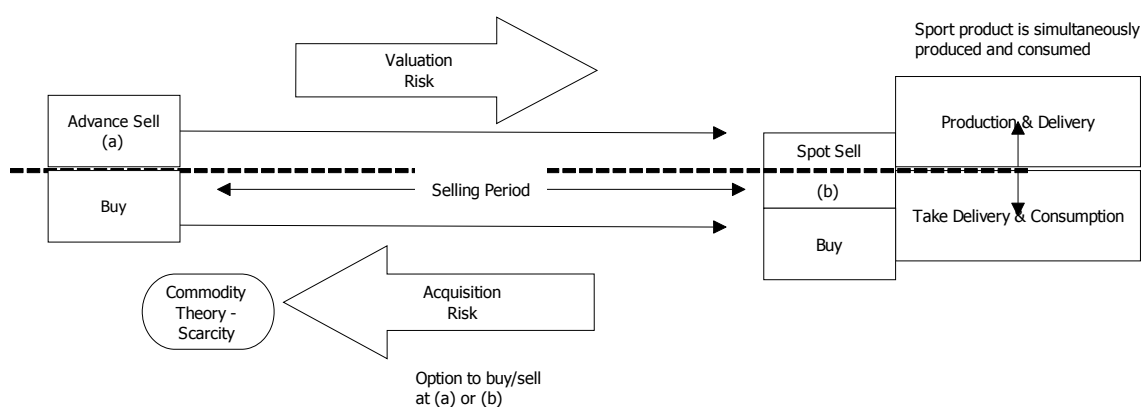 Sport product is simultaneously
produced and consumed
Valuation
Risk
Advance Sell
(a)
Production & Delivery
Spot Sell
Selling Period
(b)
Buy
Take Delivery & Consumption
Buy
Commodity
Theory -
Scarcity
Acquisition
Risk
Option to buy/sell
at (a) or (b)